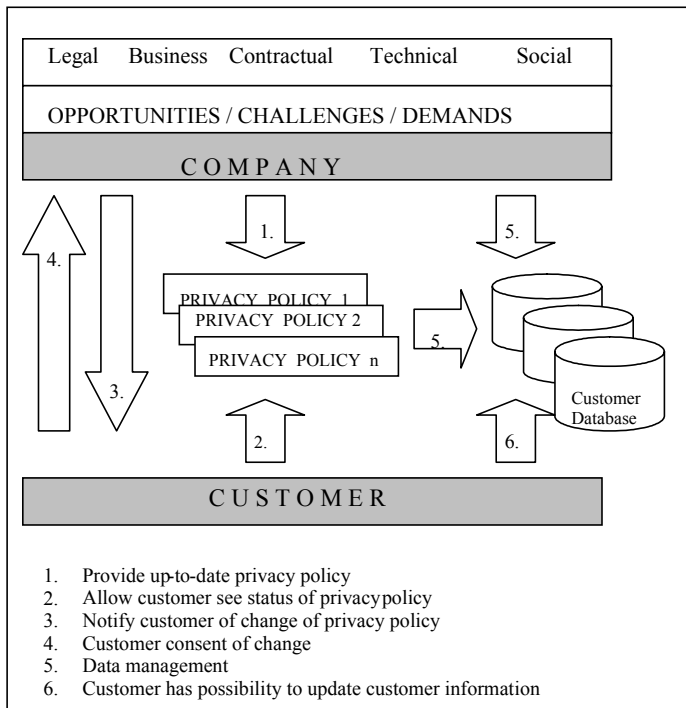 Legal Business Contractual Technical Social
OPPORTUNITIES / CHALLENGES / DEMANDS
C O M P A N Y
4.
3.
1.
5.
PRIVACY POLICY 1
PRIVACY POLICY 2
PRIVACY POLICY n
5.
Customer
Database
2.
6.
C U S T O M E R
1. Provide up-to-date privacy policy
2. Allow customer see status of privacypolicy
3. Notify customer of change of privacy policy
4. Customer consent of change
5. Data management
6. Customer has possibility to update customer information